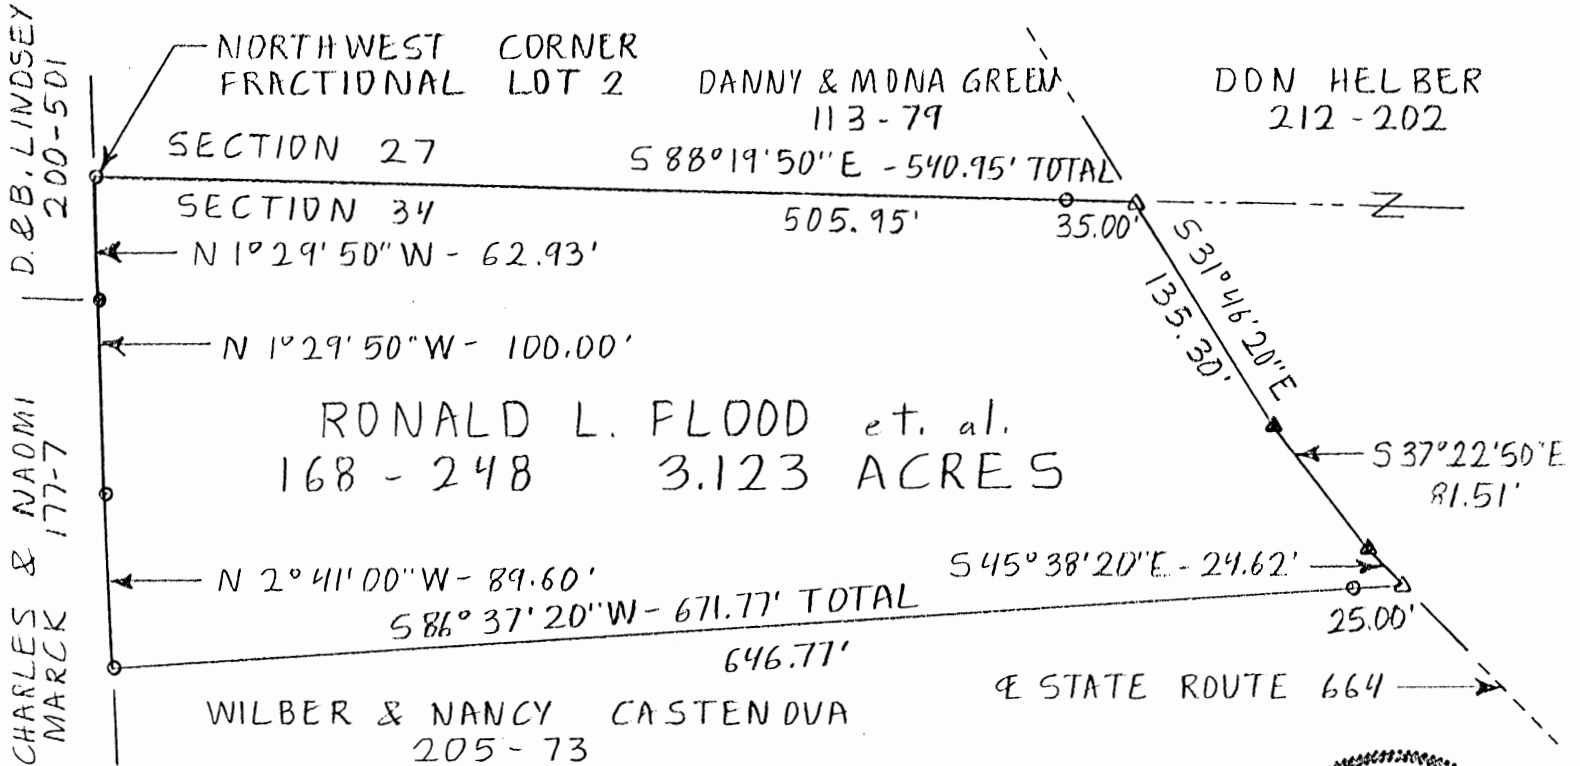 D. & B. LINDSEY
200-501
NORTHWEST CORNER
FRACTIONAL LOT 2
DANNY & MONA GREEN
113-79
DON HELBER
212-202
SECTION 27
S 88°19'50"E - 540.95' TOTAL
SECTION 34
505.95'
35.00'
Z
N 1°29'50"W - 62.93'
S 31°46'20"E
135.30'
N 1°29'50"W - 100.00'
RONALD L. FLOOD et. al.
168 - 248 3.123 ACRES
S 37°22'50"E
81.51'
CHARLES & NAOMI
MARCK 177-7
N 2°41'00"W - 89.60'
S 45°38'20"E - 24.62'
S 86°37'20"W - 671.77' TOTAL
646.77'
25.00'
℄ STATE ROUTE 664
WILBER & NANCY CASTENOVA
205-73